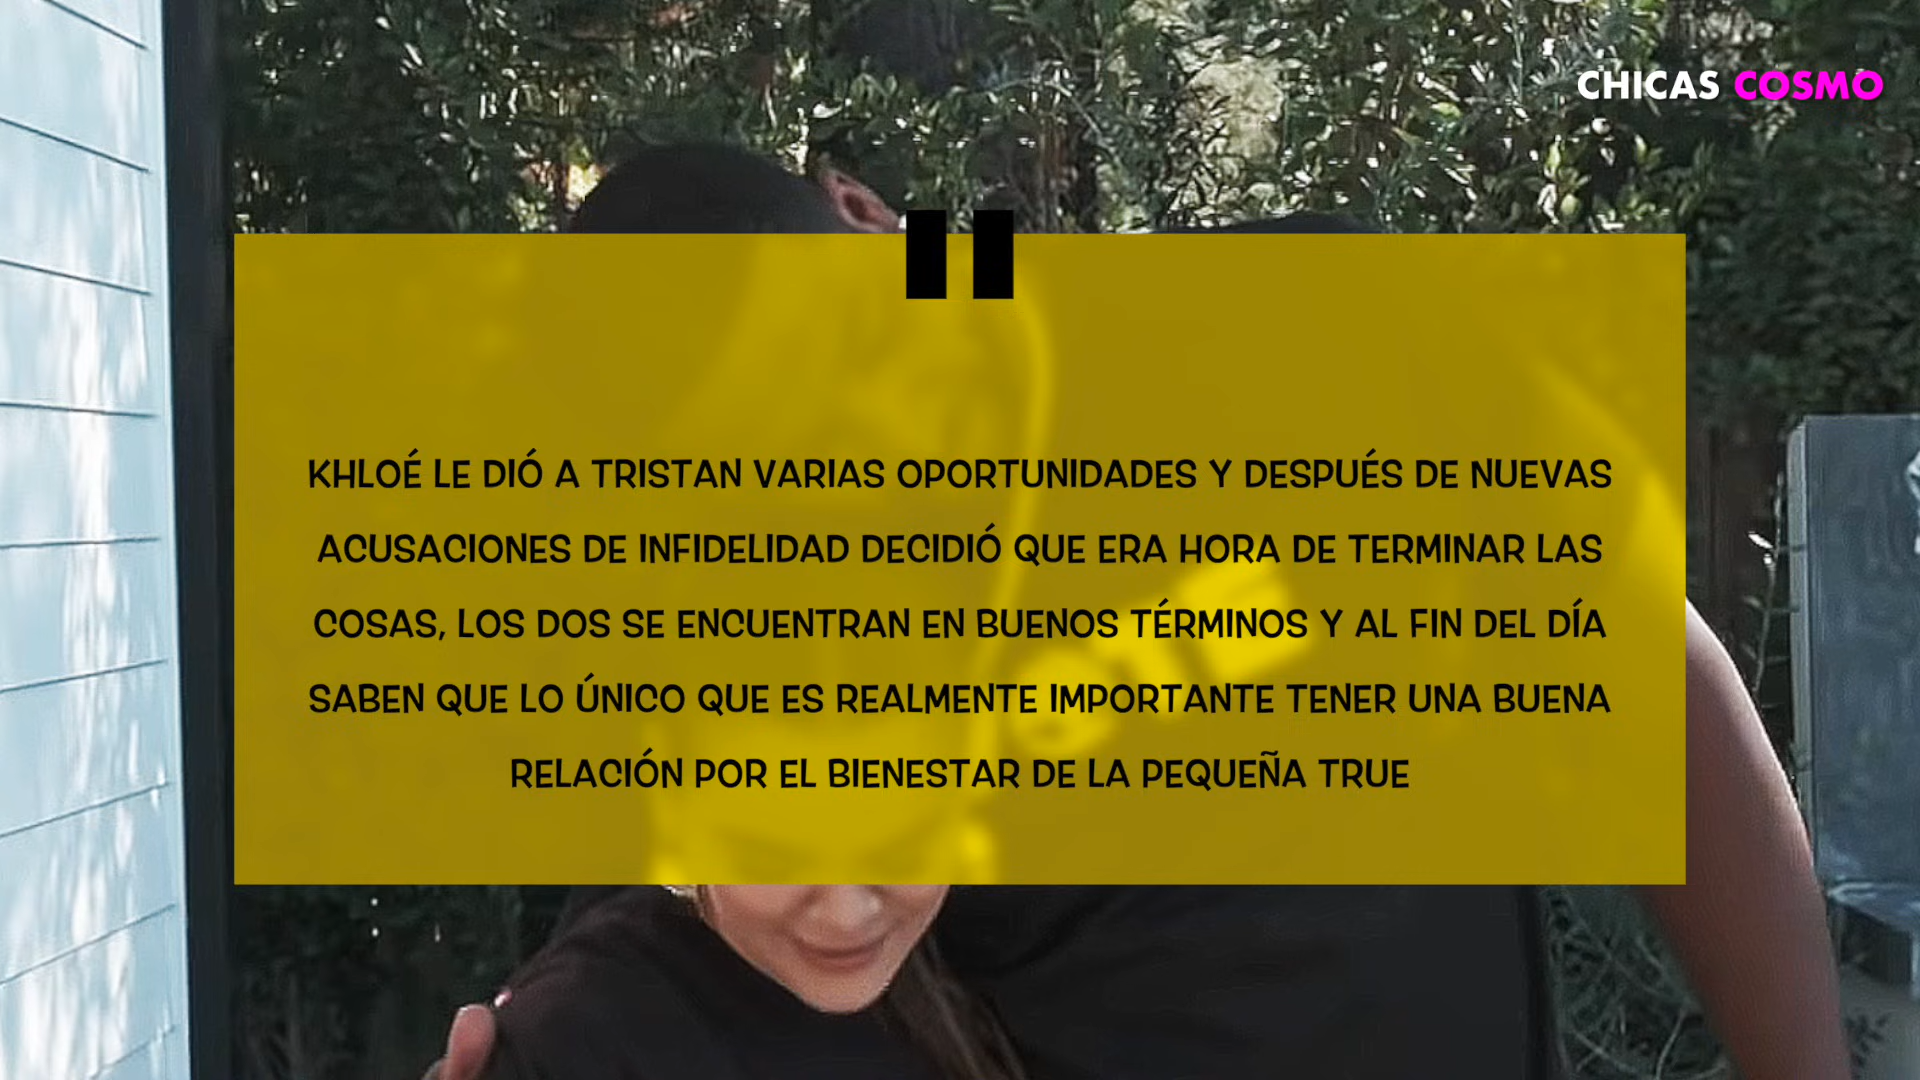 CHICAS COSMO
"
KHLOÉ LE DIÓ A TRISTAN VARIAS OPORTUNIDADES Y DESPUÉS DE NUEVAS
ACUSACIONES DE INFIDELIDAD DECIDIÓ QUE ERA HORA DE TERMINAR LAS
COSAS, LOS DOS SE ENCUENTRAN EN BUENOS TÉRMINOS Y AL FIN DEL DÍA
SABEN QUE LO ÚNICO QUE ES REALMENTE IMPORTANTE TENER UNA BUENA
RELACIÓN POR EL BIENESTAR DE LA PEQUEÑA TRUE